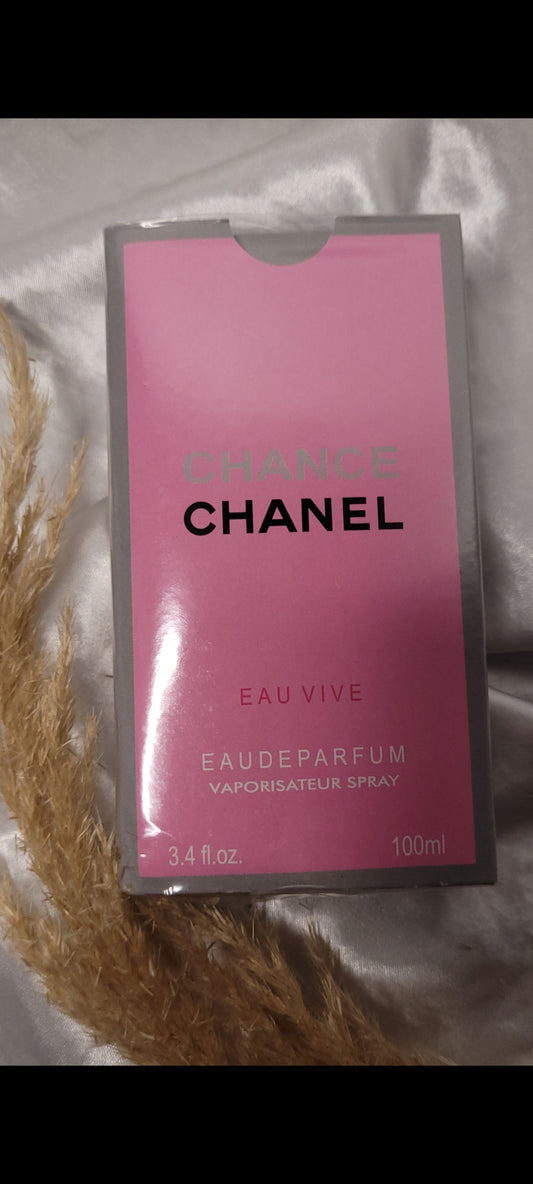 CHANCE
CHANEL
EAU VIVE
EAUDEPARFUM
VAPORISATEUR SPRAY
3.4 fl.oz. 100ml